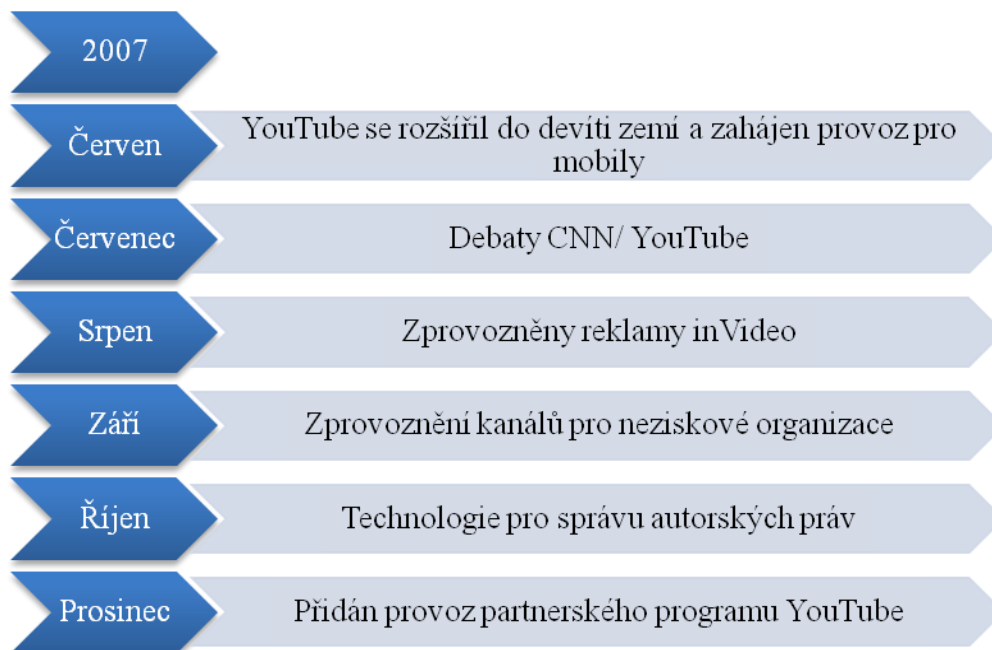 2007
Červen
YouTube se rozšířil do devíti zemí a zahájen provoz pro
mobily
Červenec
Debaty CNN/ YouTube
Srpen
Zprovozněny reklamy inVideo
Září
Zprovoznění kanálů pro neziskové organizace
Říjen
Technologie pro správu autorských práv
Prosinec
Přidán provoz partnerského programu YouTube